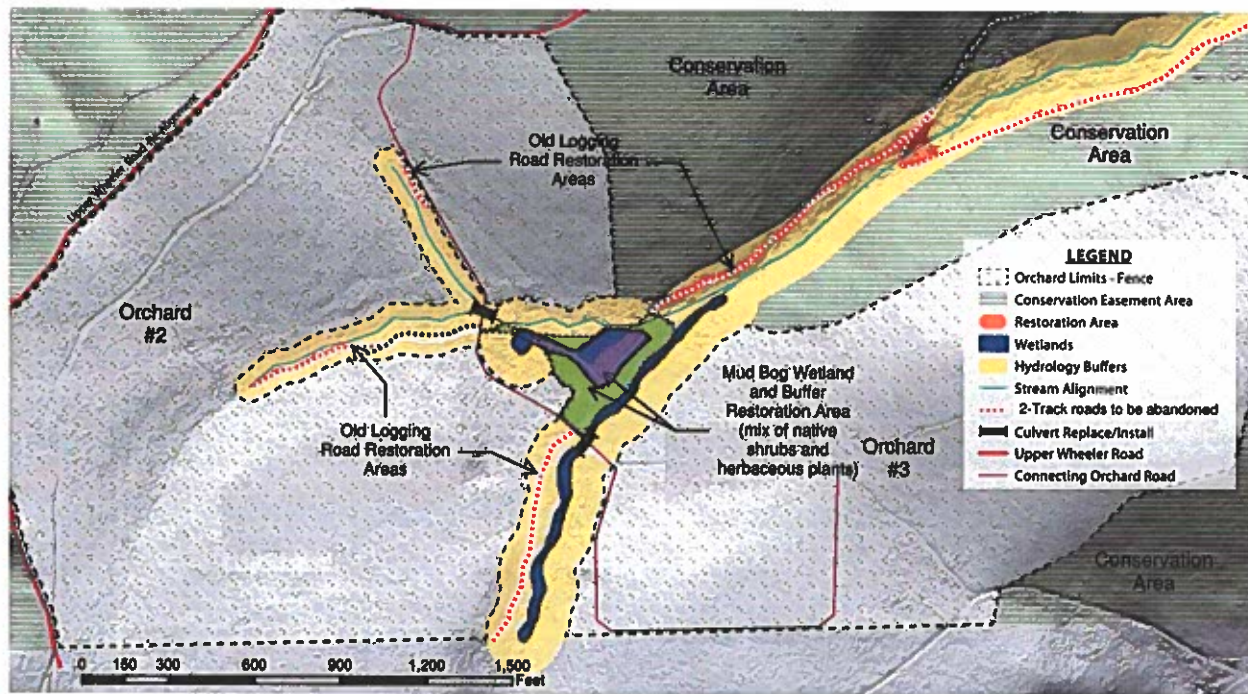 Conservation
Area
Old Logging
Road Restoration
Areas
Conservation
Area
Upper Wheeler Road Re-Alignment
Orchard
#2
LEGEND
Orchard Limits - Fence
Conservation Easement Area
Restoration Area
Wetlands
Hydrology Buffers
Stream Alignment
2-Track roads to be abandoned
Culvert Replace/Install
Upper Wheeler Road
Connecting Orchard Road
Mud Bog Wetland
and Buffer
Restoration Area
(mix of native
shrubs and
herbaceous plants)
Orchard
#3
Old Logging
Road Restoration
Areas
Conservation
Area
0 150 300 600 900 1,200 1,500
Feet